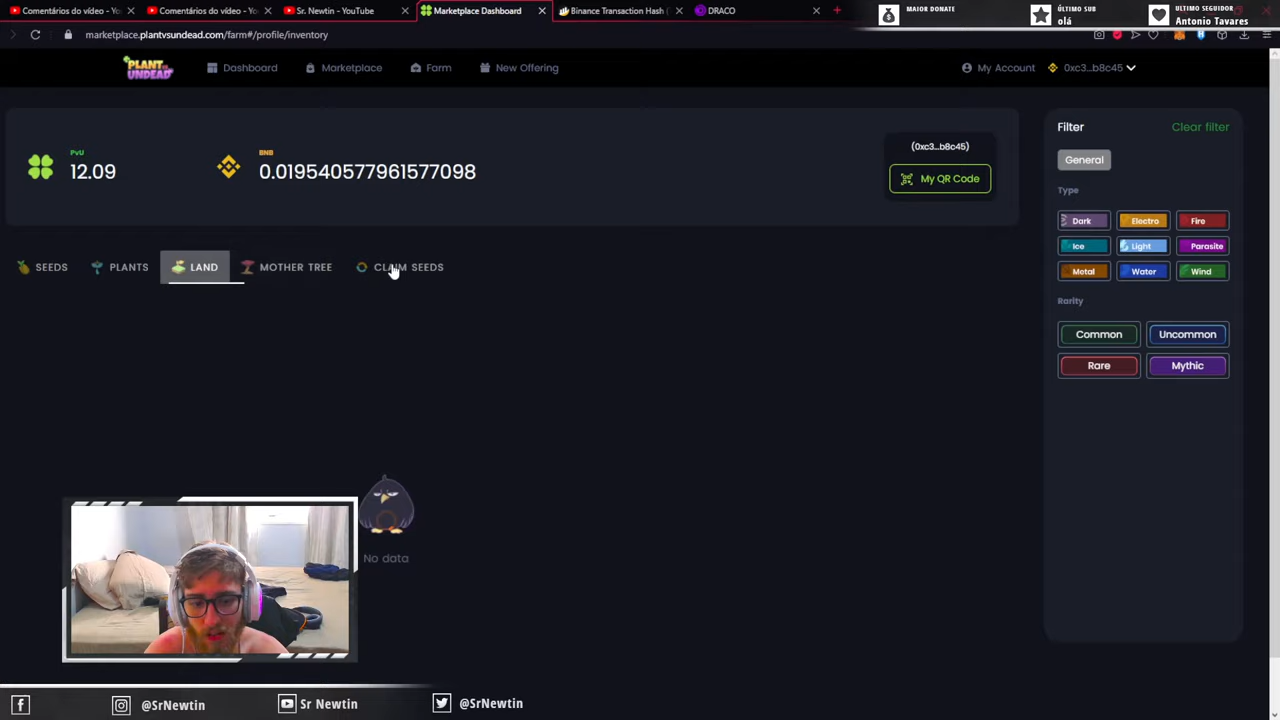 Comentários do vídeo - Yo
Comentários do vídeo - Yo
Sr. Newtin - YouTube
Marketplace Dashboard
Binance Transaction Hash (
DRACO
MAIOR DONATE
ÚLTIMO SUB
olá
ÚLTIMO SEGUIDOR
Antonio Tavares
marketplace.plantvsundead.com/farm#/profile/inventory
PLANT VS UNDEAD
Dashboard
Marketplace
Farm
New Offering
My Account
0xc3...b8c45
PVU
12.09
BNB
0.019540577961577098
(0xc3...b8c45)
My QR Code
SEEDS
PLANTS
LAND
MOTHER TREE
CLAIM SEEDS
No data
Filter
Clear filter
General
Type
Dark
Electro
Fire
Ice
Light
Parasite
Metal
Water
Wind
Rarity
Common
Uncommon
Rare
Mythic
@SrNewtin
Sr Newtin
@SrNewtin